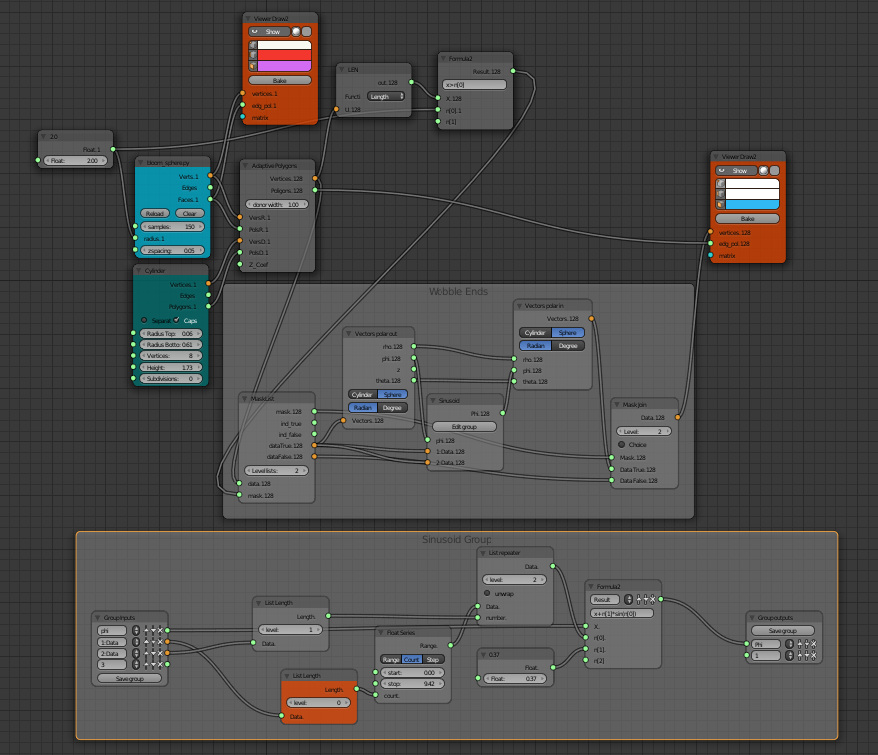 Viewer Draw2
Show
Bake
vertices.1
edg_pol.1
matrix
LEN
out.128
Functi
Length
U.128
Formula2
Result.128
x>n[0]
X.128
n[0].1
n[1]
2.0
Float.1
Float: 2.00
bloom_sphere.py
Verts.1
Edges
Faces.1
Reload Clear
samples: 150
radius.1
zspacing: 0.05
Adaptive Polygons
Vertices.128
Poligons.128
donor width: 1.00
VersR.1
PolsR.1
VersD.1
PolsD.1
Z_Coef
Viewer Draw2
Show
Bake
vertices.128
edg_pol.128
matrix
Cylinder
Vertices.1
Edges
Polygons.1
Separat Caps
Radius Top: 0.06
Radius Botto: 0.61
Vertices: 8
Height: 1.73
Subdivisions: 0
Wobble Ends
Vectors polar in
Vectors.128
Cylinder Sphere
Radian Degree
rho.128
phi.128
theta.128
Vectors polar out
rho.128
phi.128
z
theta.128
Cylinder Sphere
Radian Degree
Vectors.128
MaskList
mask.128
ind_true
ind_false
dataTrue.128
dataFalse.128
Level lists: 2
data.128
mask.128
Sinusoid
Phi.128
Edit group
phi.128
1:Data.128
2:Data.128
Mask join
Data.128
Level: 2
Choice
Mask.128
Data True.128
Data False.128
Sinusoid Group
List repeater
Data.
level: 2
unwrap
Data.
number.
Group Inputs
phi
1:Data
2:Data
3
Save group
List Length
Length.
level: 1
Data.
List Length
Length.
level: 0
Data.
Float Series
Range.
Range Count Step
start: 0.00
stop: 9.42
count.
0.37
Float
Float: 0.37
Formula2
Result
x+n[1]*sin(n[0])
X.
n[0].
n[1].
n[2]
Group outputs
Save group
Phi
1